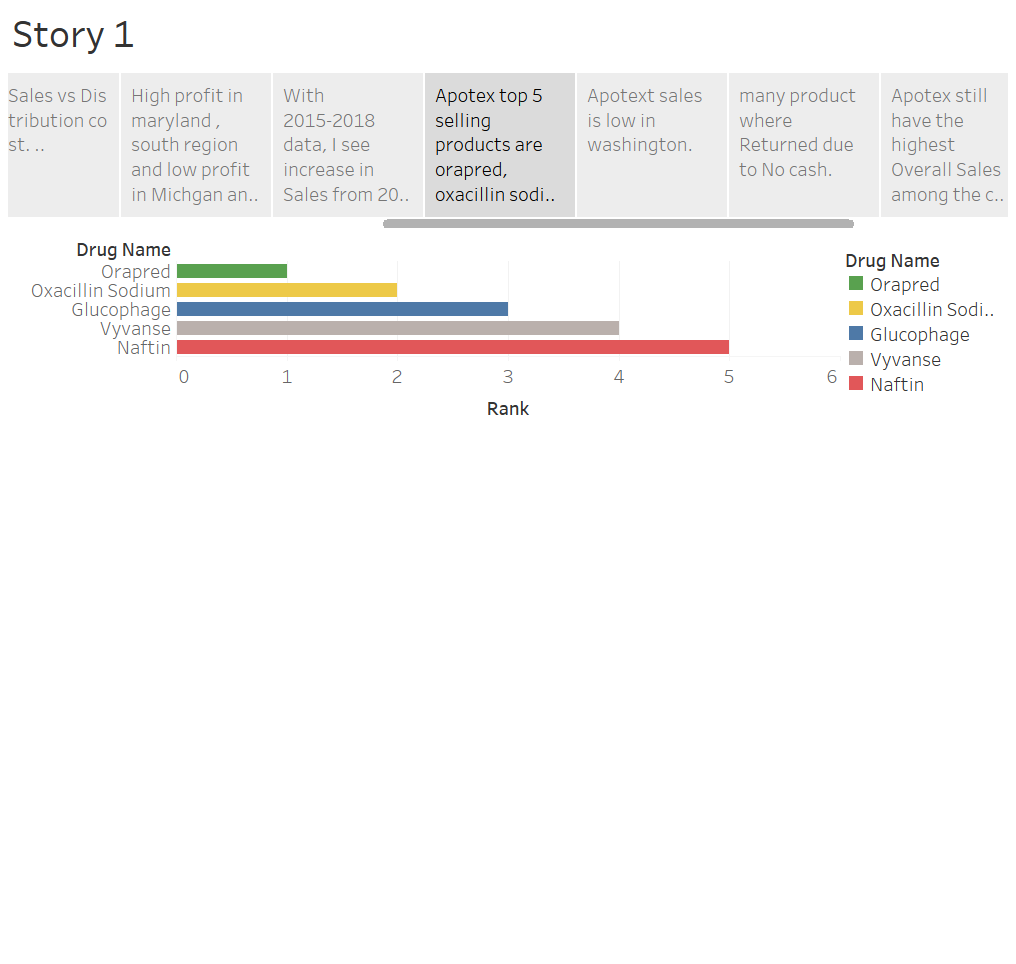 Story 1
Sales vs Dis
tribution co
st. ..
High profit in
maryland ,
south region
and low profit
in Michgan an..
With
2015-2018
data, I see
increase in
Sales from 20..
Apotex top 5
selling
products are
orapred,
oxacillin sodi..
Apotext sales
is low in
washington.
many product
where
Returned due
to No cash.
Apotex still
have the
highest
Overall Sales
among the c..
Drug Name
Orapred
Oxacillin Sodium
Glucophage
Vyvanse
Naftin
0 1 2 3 4 5 6
Rank
Drug Name
Orapred
Oxacillin Sodi..
Glucophage
Vyvanse
Naftin